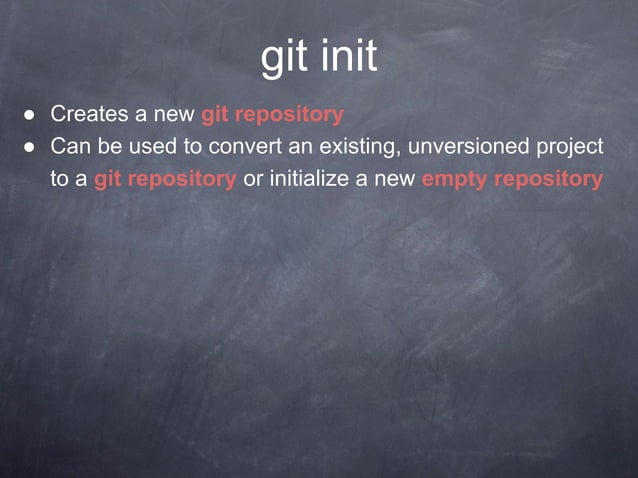 git init
● Creates a new git repository
● Can be used to convert an existing, unversioned project
to a git repository or initialize a new empty repository